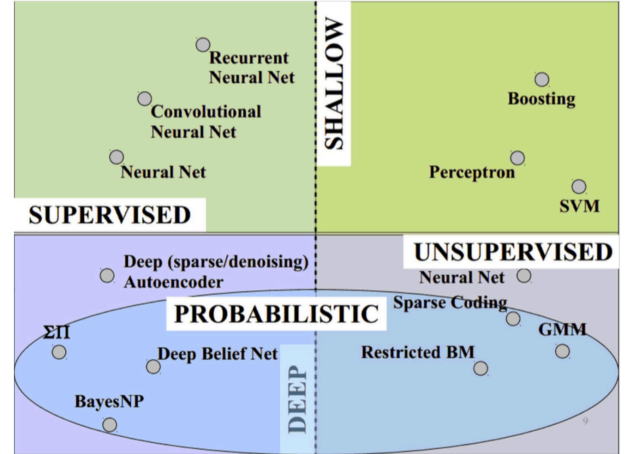 SHALLOW
Recurrent
Neural Net
Convolutional
Neural Net
Neural Net
SUPERVISED
Boosting
Perceptron
SVM
UNSUPERVISED
Deep (sparse/denoising)
Autoencoder
Neural Net
Sparse Coding
PROBABILISTIC
ΣΠ
Deep Belief Net
BayesNP
DEEP
GMM
Restricted BM
9